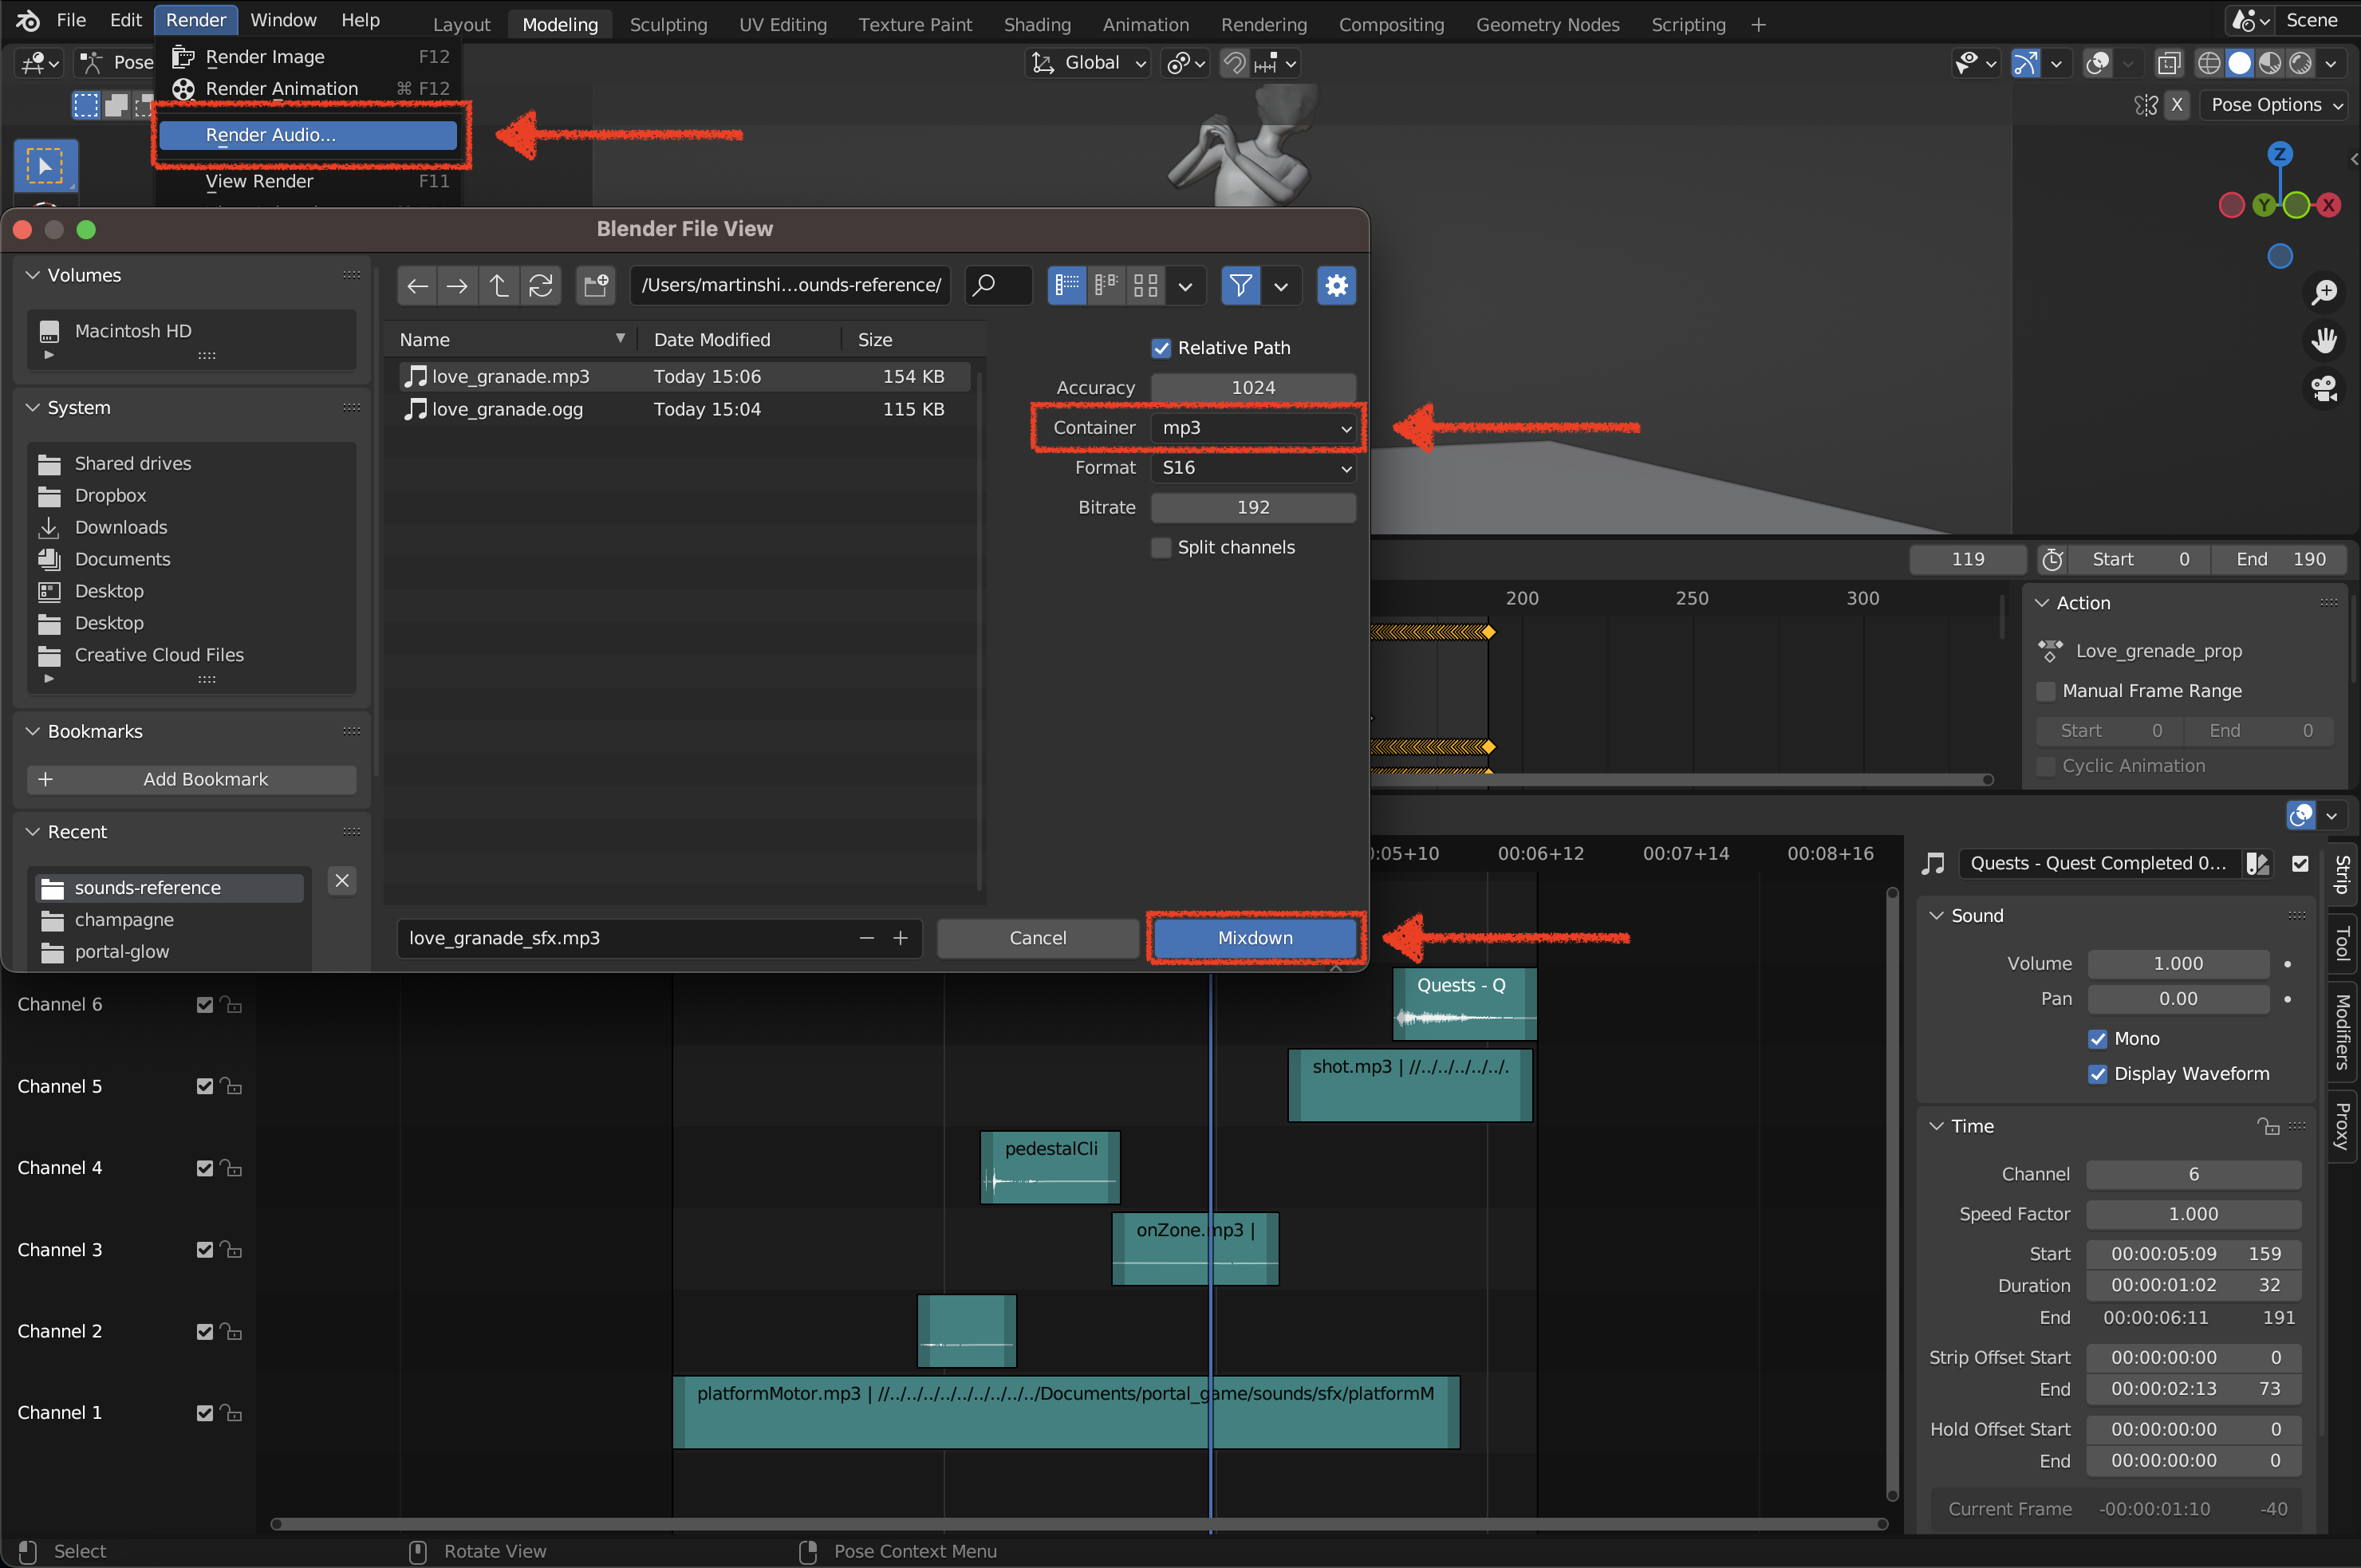 File Edit Render Window Help Layout Modeling Sculpting UV Editing Texture Paint Shading Animation Rendering Compositing Geometry Nodes Scripting + Scene
Pose Global
Render Image F12
Render Animation ⌘ F12
Render Audio...
View Render F11
X Pose Options
Z
Y X
Blender File View
Volumes
Macintosh HD
System
Shared drives
Dropbox
Downloads
Documents
Desktop
Desktop
Creative Cloud Files
Bookmarks
+ Add Bookmark
Recent
sounds-reference
champagne
portal-glow
/Users/martinshi...ounds-reference/
Name Date Modified Size
love_granade.mp3 Today 15:06 154 KB
love_granade.ogg Today 15:04 115 KB
Relative Path
Accuracy 1024
Container mp3
Format S16
Bitrate 192
Split channels
love_granade_sfx.mp3 Cancel Mixdown
119 Start 0 End 190
200 250 300
Action
Love_grenade_prop
Manual Frame Range
Start 0 End 0
Cyclic Animation
:05+10 00:06+12 00:07+14 00:08+16
Channel 6
Channel 5
Channel 4
Channel 3
Channel 2
Channel 1
Quests - Q
shot.mp3 | //../../../../../.
pedestalCli
onZone.mp3 |
platformMotor.mp3 | //../../../../../../../../../../Documents/portal_game/sounds/sfx/platformM
Quests - Quest Completed 0...
Strip
Tool
Modifiers
Proxy
Sound
Volume 1.000
Pan 0.00
Mono
Display Waveform
Time
Channel 6
Speed Factor 1.000
Start 00:00:05:09 159
Duration 00:00:01:02 32
End 00:00:06:11 191
Strip Offset Start 00:00:00:00 0
End 00:00:02:13 73
Hold Offset Start 00:00:00:00 0
End 00:00:00:00 0
Current Frame -00:00:01:10 -40
Select Rotate View Pose Context Menu